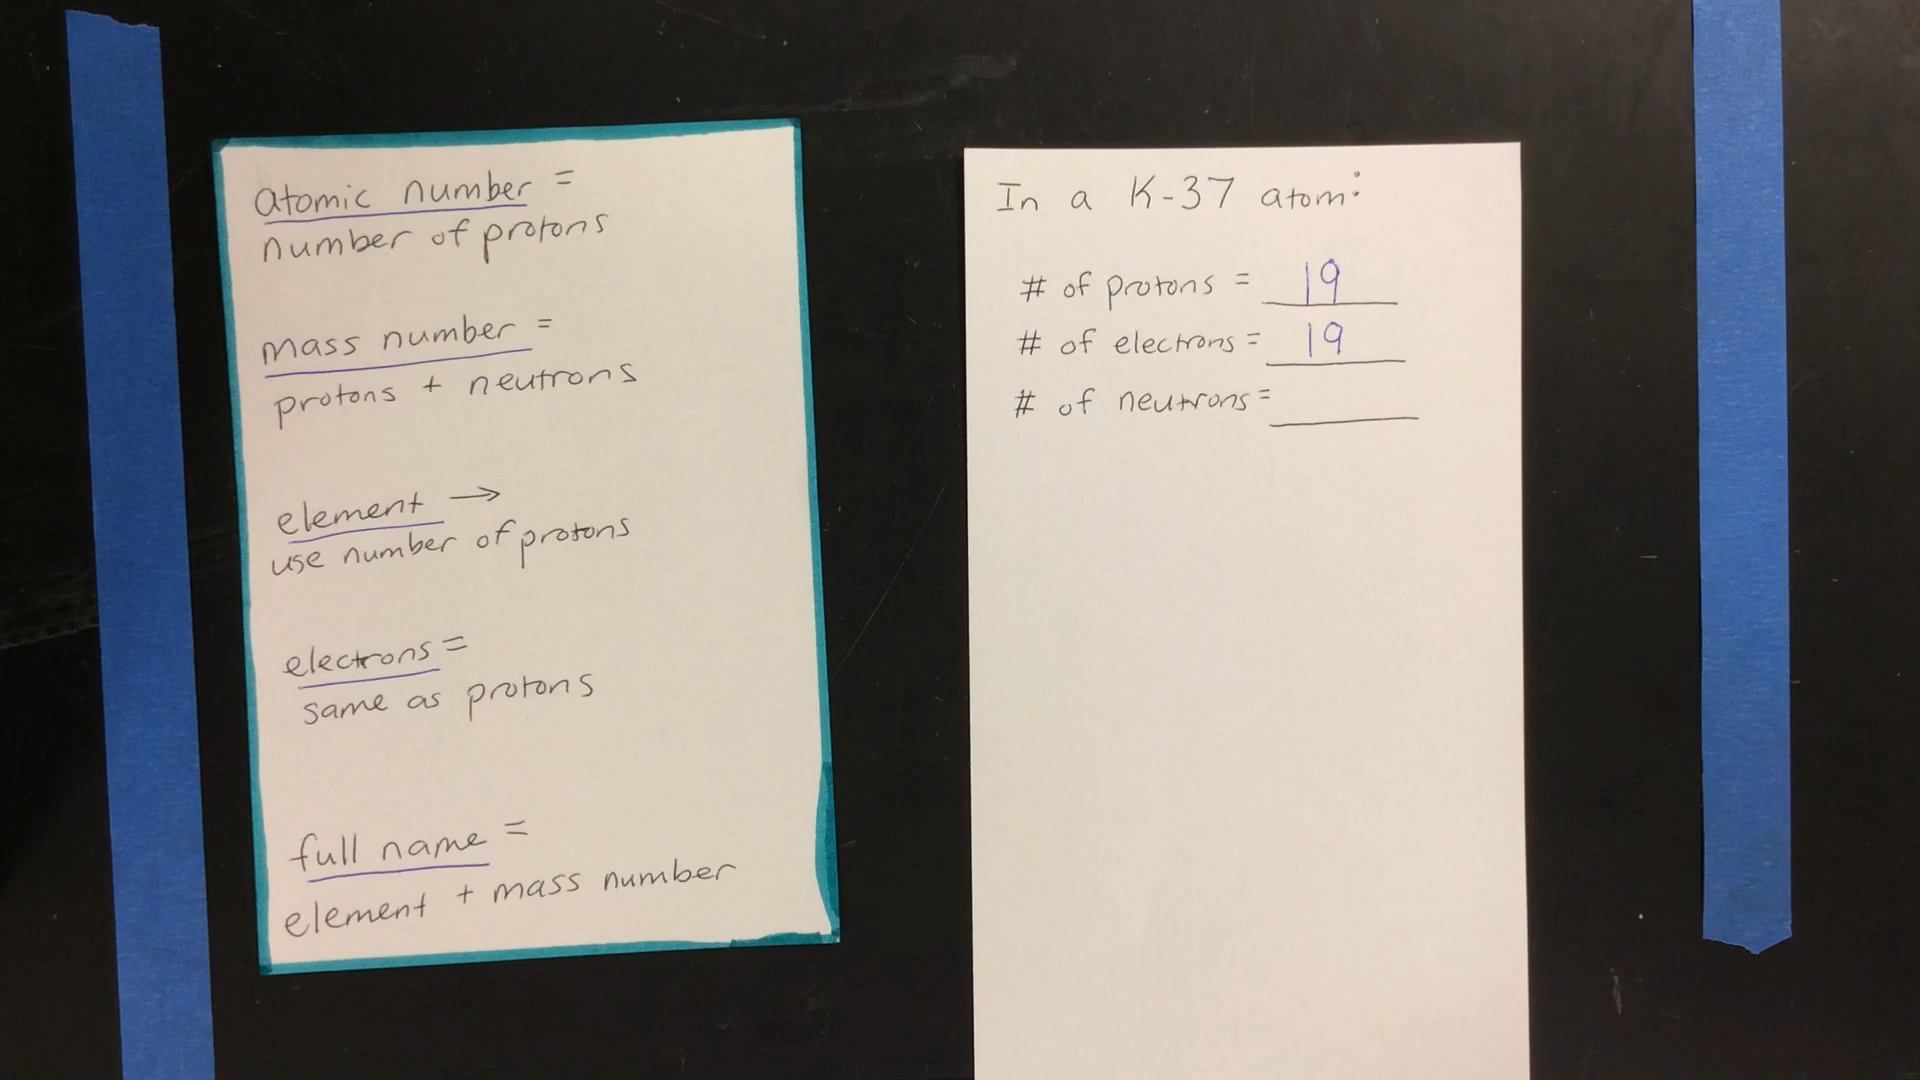 atomic number =
number of protons
mass number =
protons + neutrons
element →
use number of protons
electrons =
same as protons
full name =
element + mass number
In a K-37 atom:
# of protons = 19
# of electrons = 19
# of neutrons = ____